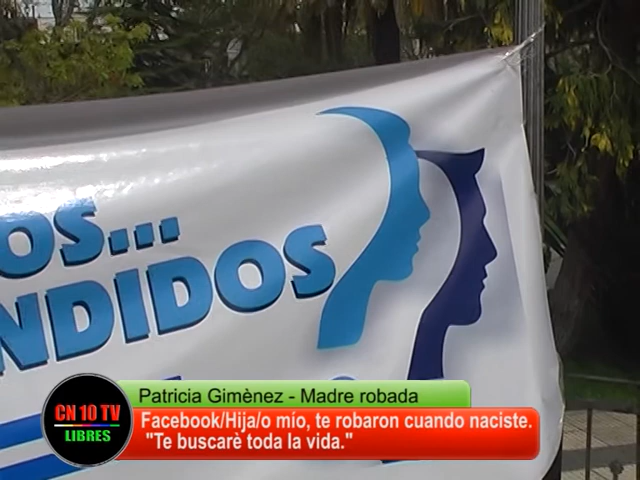 OS...
NDIDOS
CN 10 TV
LIBRES
Patricia Gimènez - Madre robada
Facebook/Hija/o mío, te robaron cuando naciste.
"Te buscarè toda la vida."